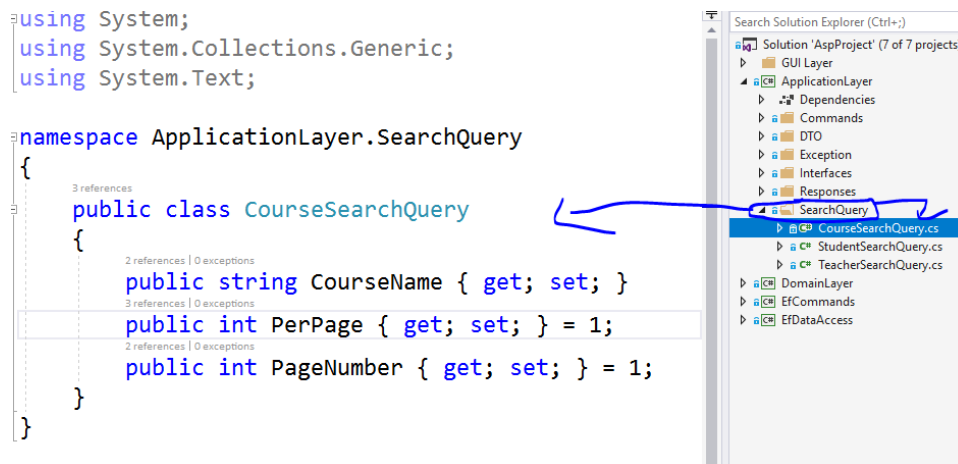 using System;
using System.Collections.Generic;
using System.Text;
namespace ApplicationLayer.SearchQuery
{
3 references
public class CourseSearchQuery
{
2 references | 0 exceptions
public string CourseName { get; set; }
3 references | 0 exceptions
public int PerPage { get; set; } = 1;
2 references | 0 exceptions
public int PageNumber { get; set; } = 1;
}
}
Search Solution Explorer (Ctrl+;)
Solution 'AspProject' (7 of 7 projects
GUI Layer
C# ApplicationLayer
Dependencies
Commands
DTO
Exception
Interfaces
Responses
SearchQuery
C# CourseSearchQuery.cs
C# StudentSearchQuery.cs
C# TeacherSearchQuery.cs
C# DomainLayer
C# EfCommands
C# EfDataAccess